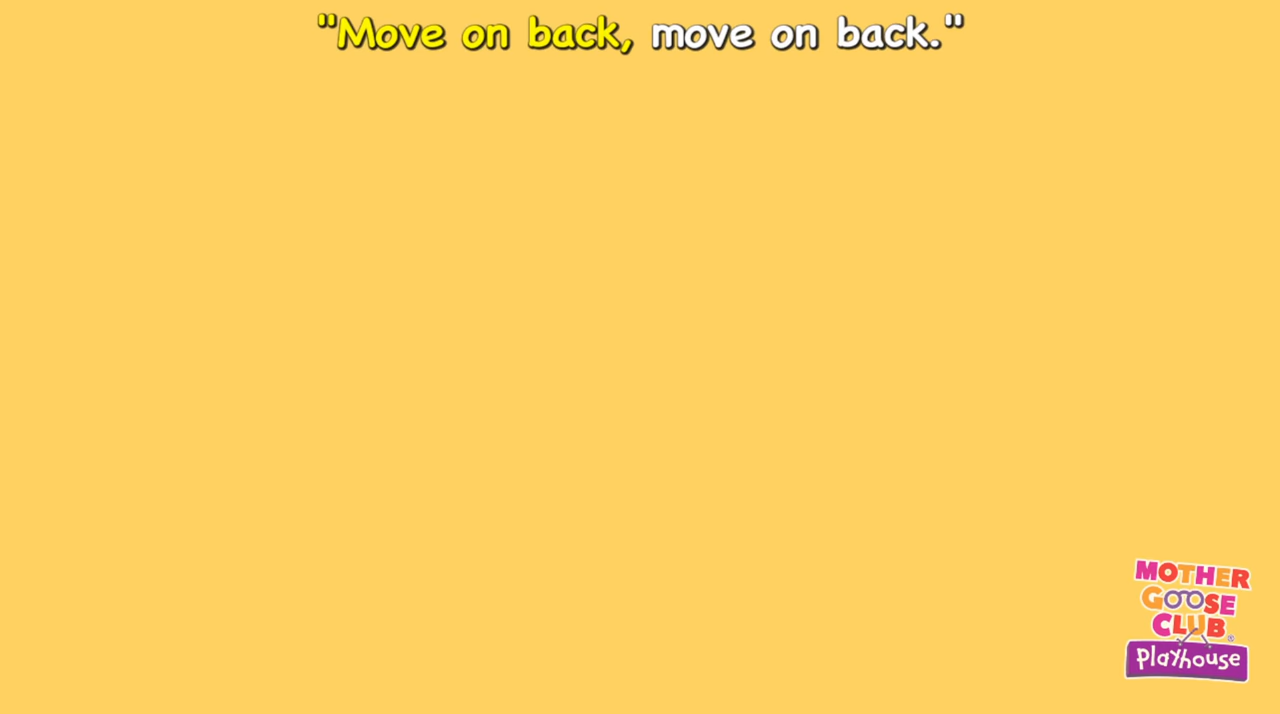 "Move on back, move on back."
MOTHER
GOOSE
CLUB®
Playhouse